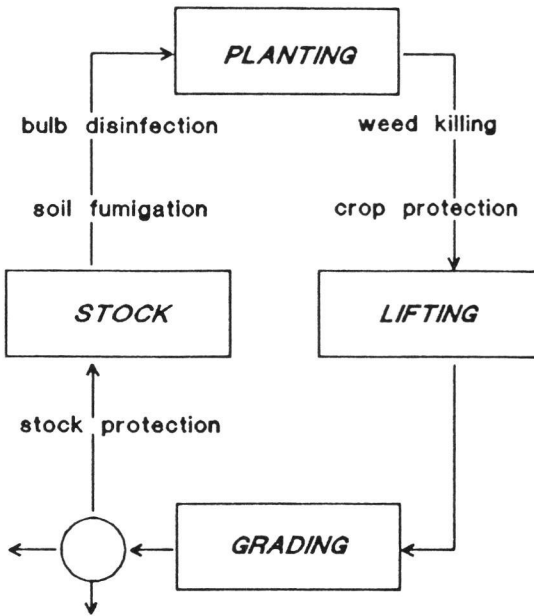 PLANTING
bulb disinfection
weed killing
soil fumigation
crop protection
STOCK
LIFTING
stock protection
GRADING